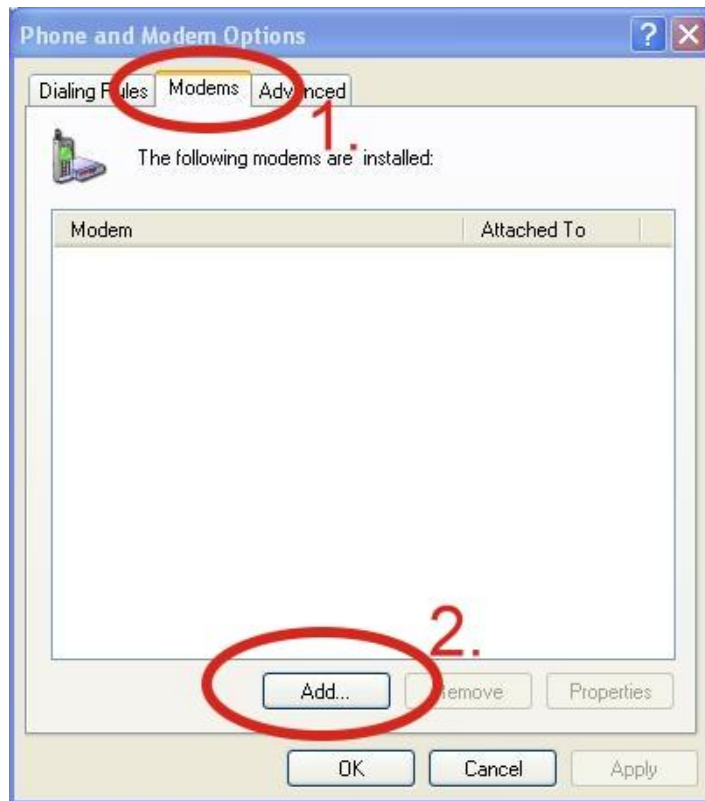 Phone and Modem Options
?
Dialing Rules Modems Advanced
1.
The following modems are installed:
Modem Attached To
2.
Add... Remove Properties
OK Cancel Apply